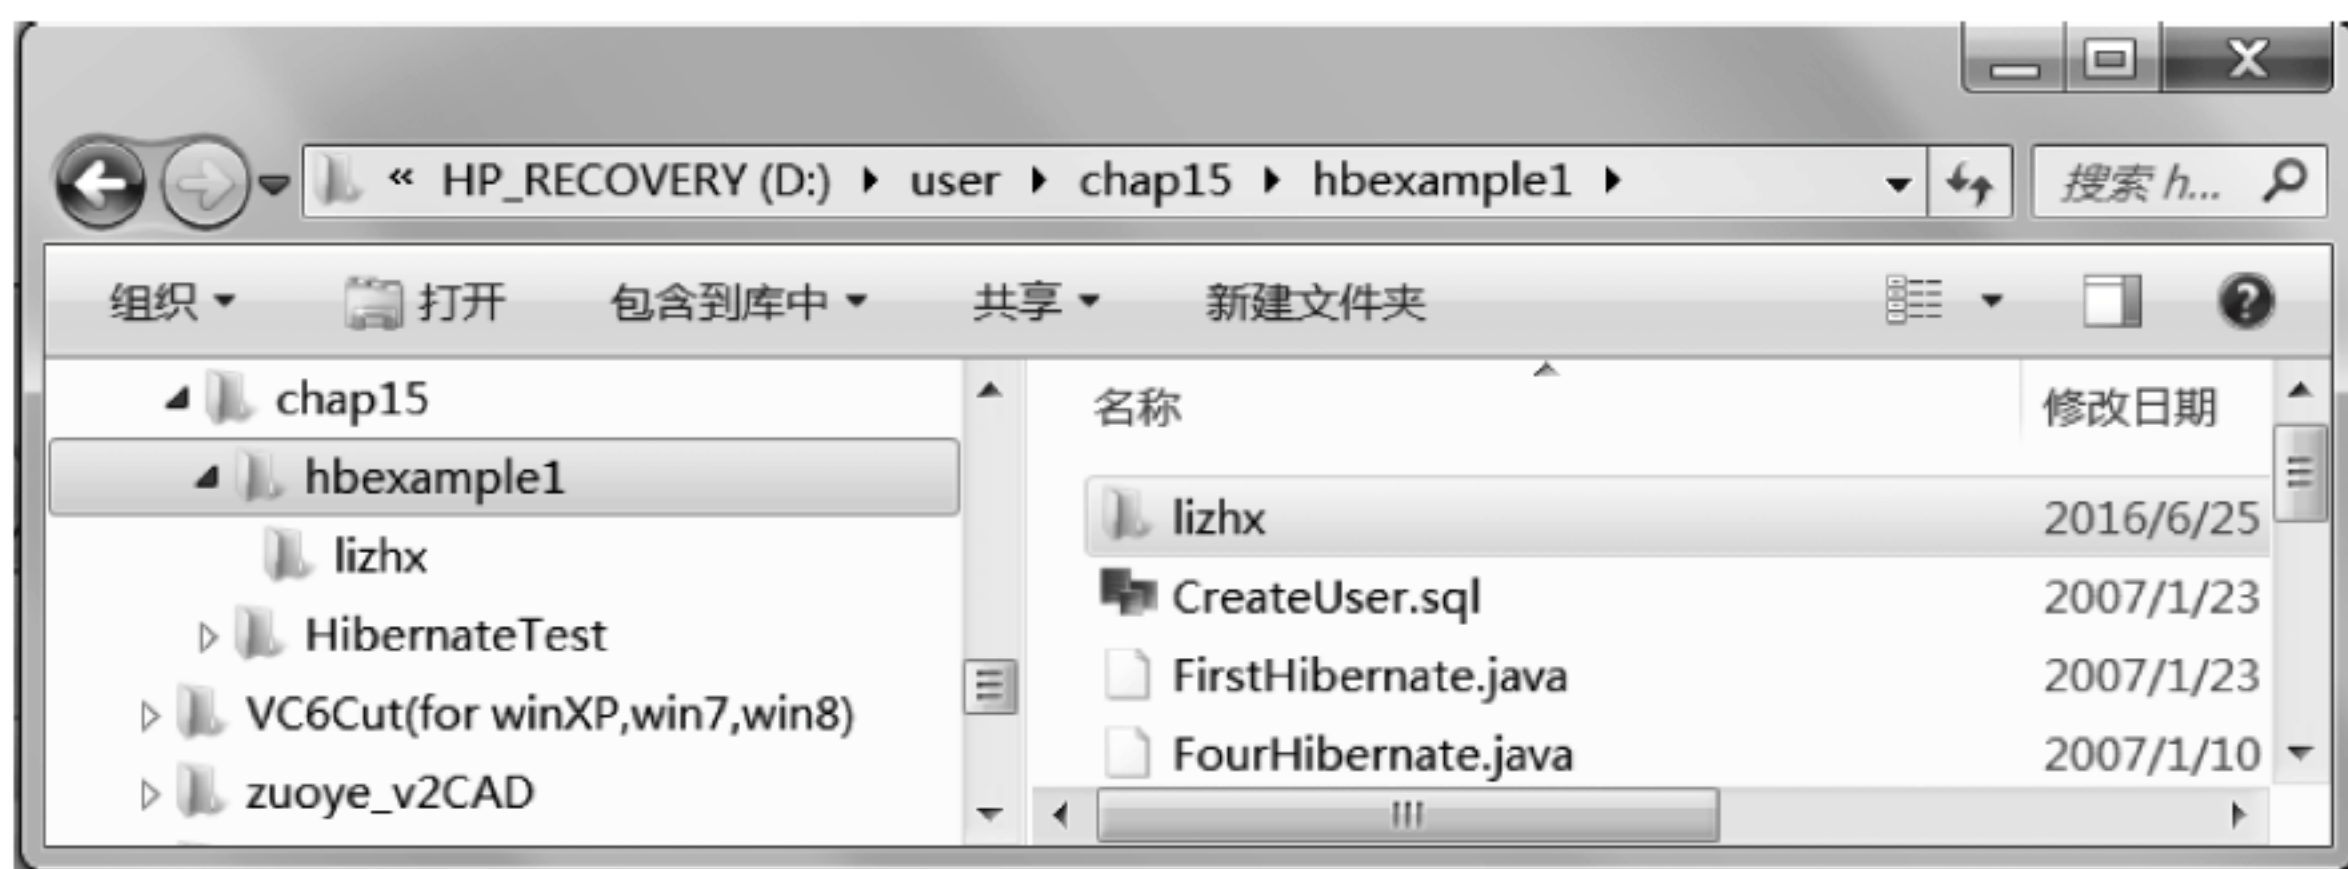 « HP_RECOVERY (D:) user chap15 hbexample1 搜索 h...
组织 打开 包含到库中 共享 新建文件夹
chap15
hbexample1
lizhx
HibernateTest
VC6Cut(for winXP,win7,win8)
zuoye_v2CAD
名称 修改日期
lizhx 2016/6/25
CreateUser.sql 2007/1/23
FirstHibernate.java 2007/1/23
FourHibernate.java 2007/1/10